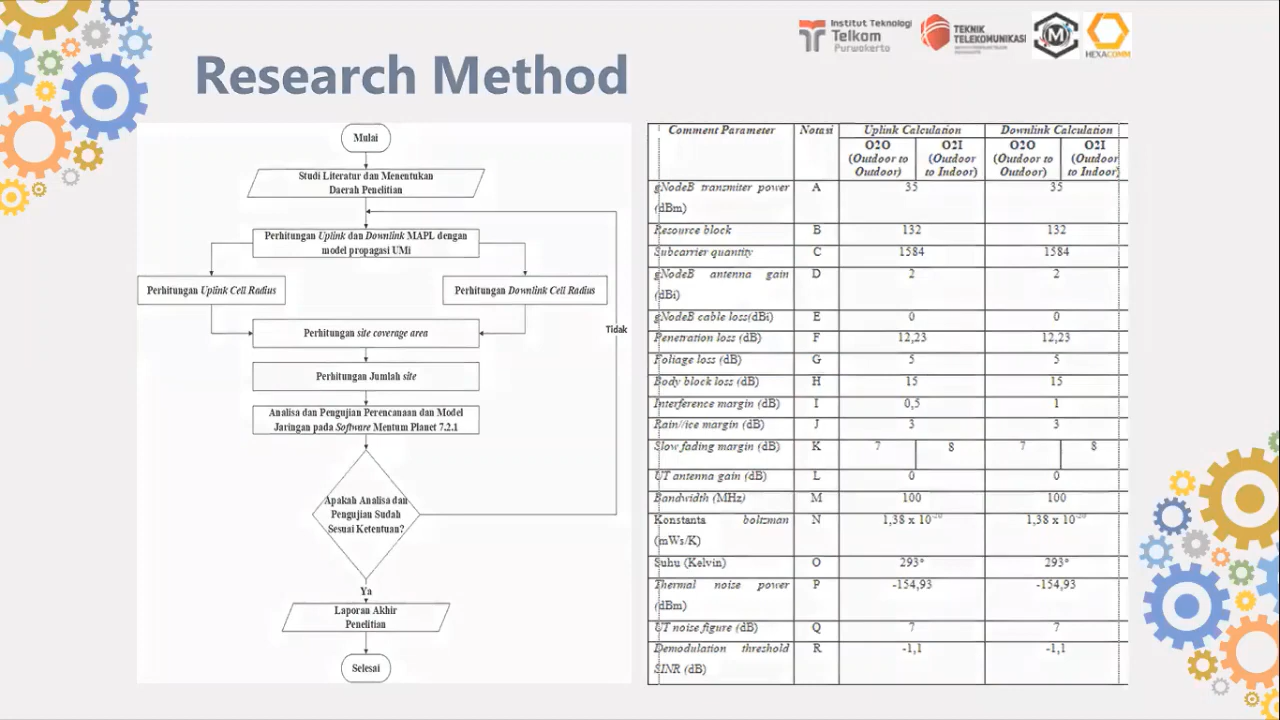 Institut Teknologi
Telkom
Purwokerto
TEKNIK
TELEKOMUNIKASI
M
HEXACOMM
Research Method
Mulai
Studi Literatur dan Menentukan
Daerah Penelitian
Perhitungan Uplink dan Downlink MAPL dengan
model propagasi UMi
Perhitungan Uplink Cell Radius
Perhitungan Downlink Cell Radius
Perhitungan site coverage area
Tidak
Perhitungan Jumlah site
Analisa dan Pengujian Perencanaan dan Model
Jaringan pada Software Mentum Planet 7.2.1
Apakah Analisa dan
Pengujian Sudah
Sesuai Ketentuan?
Ya
Laporan Akhir
Penelitian
Selesai
Comment Parameter Notasi Uplink Calculation Downlink Calculation
O2O O2I O2O O2I
(Outdoor to (Outdoor (Outdoor to (Outdoor
Outdoor) to Indoor) Outdoor) to Indoor)
gNodeB transmiter power A 35 35
(dBm)
Resource block B 132 132
Subcarrier quantity C 1584 1584
gNodeB antenna gain D 2 2
(dBi)
gNodeB cable loss(dBi) E 0 0
Penetration loss (dB) F 12,23 12,23
Foliage loss (dB) G 5 5
Body block loss (dB) H 15 15
Interference margin (dB) I 0,5 1
Rain//ice margin (dB) J 3 3
Slow fading margin (dB) K 7 8 7 8
UT antenna gain (dB) L 0 0
Bandwidth (MHz) M 100 100
Konstanta boltzman N 1,38 x 10 1,38 x 10
(mWs/K)
Suhu (Kelvin) O 293° 293°
Thermal noise power P -154,93 -154,93
(dBm)
UT noise figure (dB) Q 7 7
Demodulation threshold R -1,1 -1,1
SINR (dB)